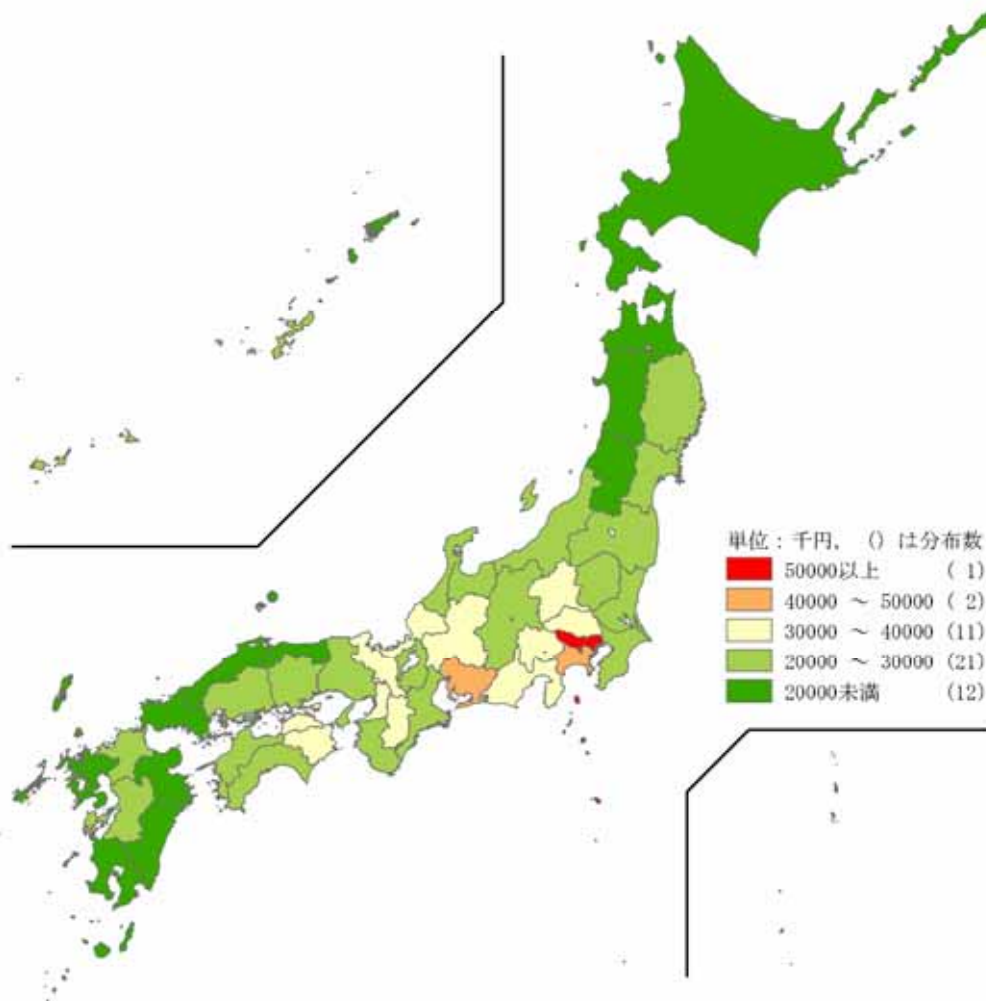 単位：千円， （）は分布数
50000以上 ( 1)
40000 ～ 50000 ( 2)
30000 ～ 40000 (11)
20000 ～ 30000 (21)
20000未満 (12)